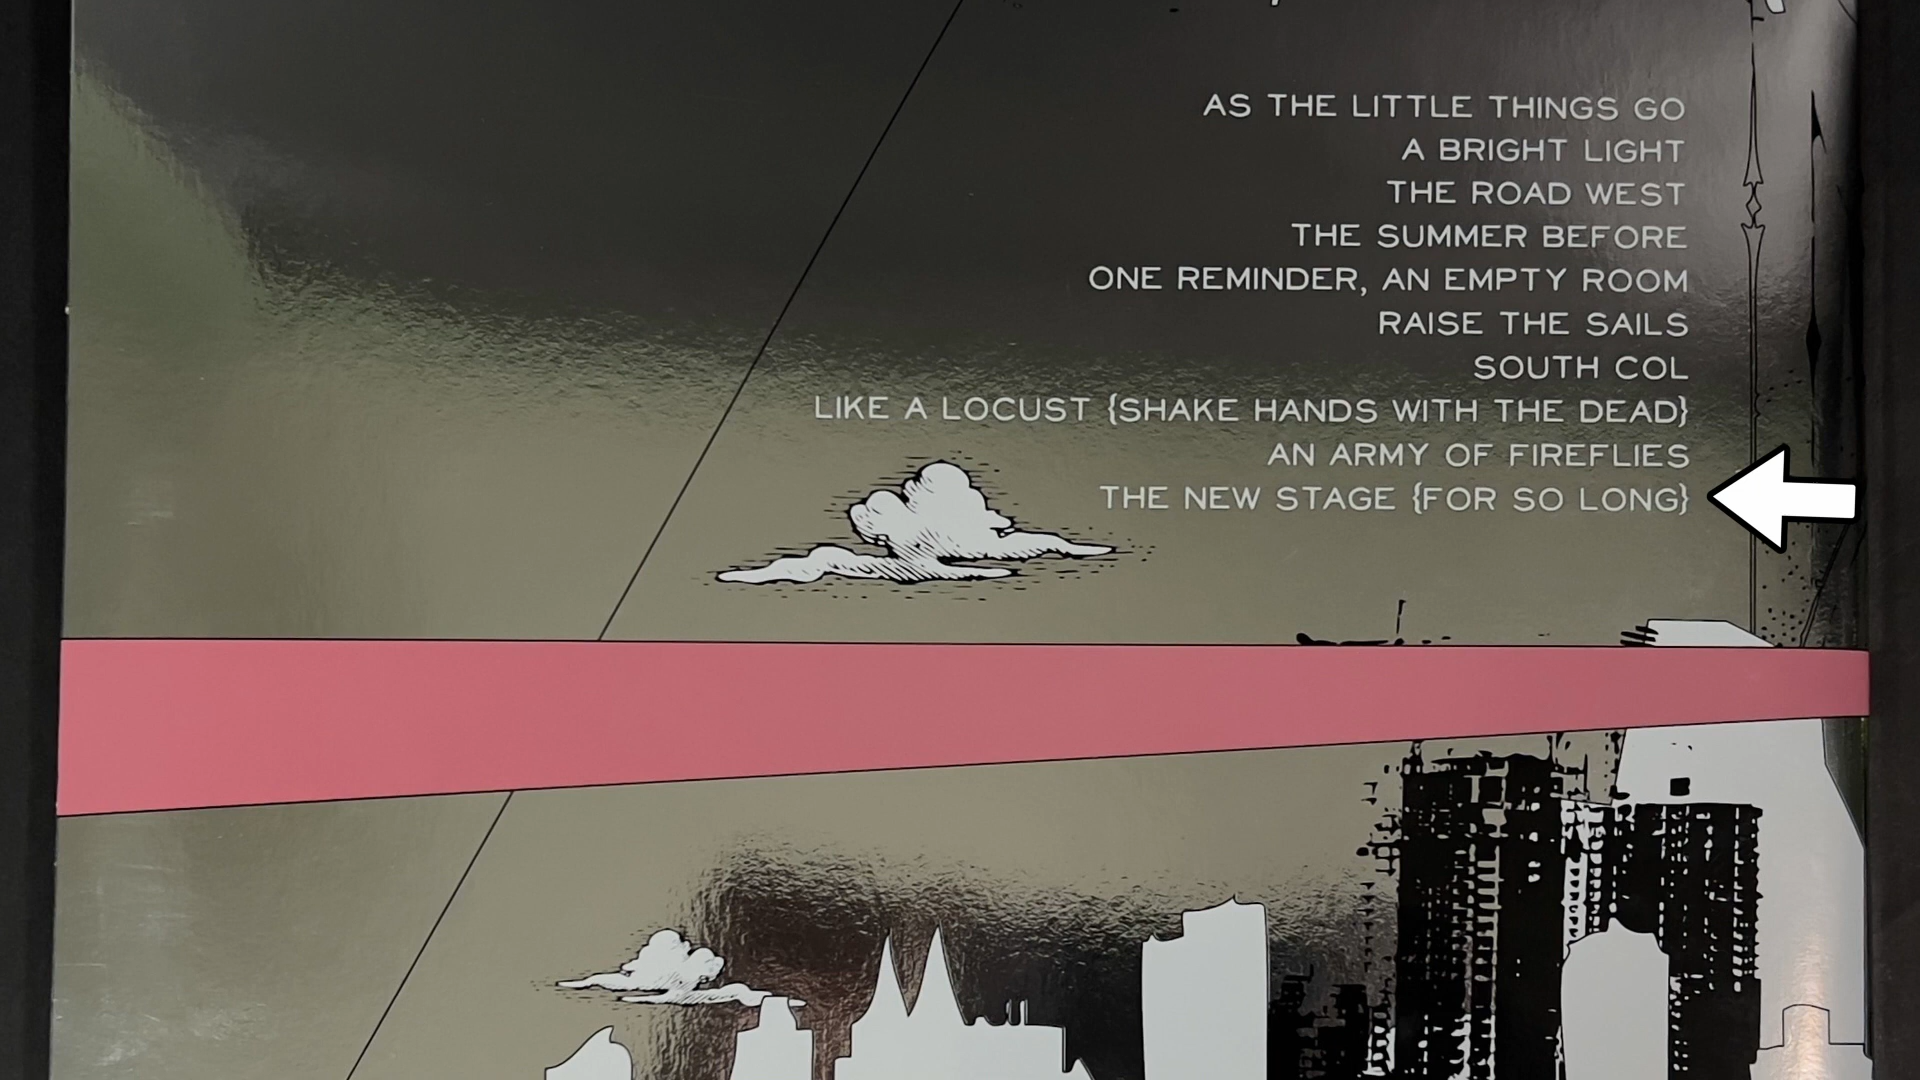 AS THE LITTLE THINGS GO
A BRIGHT LIGHT
THE ROAD WEST
THE SUMMER BEFORE
ONE REMINDER, AN EMPTY ROOM
RAISE THE SAILS
SOUTH COL
LIKE A LOCUST {SHAKE HANDS WITH THE DEAD}
AN ARMY OF FIREFLIES
THE NEW STAGE {FOR SO LONG}